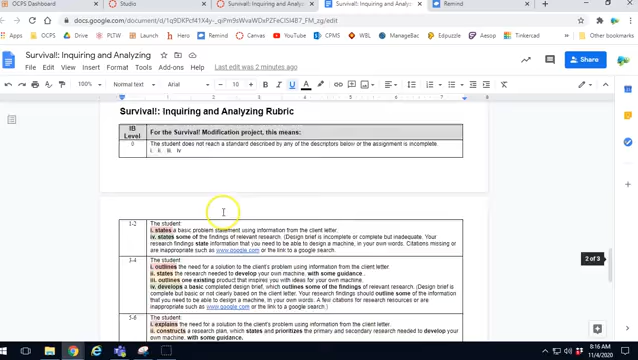 OCPS Dashboard
Studio
Survival!: Inquiring and Analyzing
Survival!: Inquiring and Analyzing
Remind
docs.google.com/document/d/
Apps
OCPS
Drive
Photos
YouTube
Maps
MagnaWave
BP
Edpuzzle
Aesop
Remind
Tinkercad
Other bookmarks
Survival!: Inquiring and Analyzing
File Edit View Insert Format Tools Add-ons Help
Last edit was 2 minutes ago
Share
100%
Normal text
Arial
10
Survival!: Inquiring and Analyzing Rubric
IB Level
For the Survival! Modification project, this means:
0
The student does not reach a standard described by any of the descriptors below or the assignment is incomplete
i. ii. iii. iv
1-2
The student:
i. states a basic problem statement using information from the client letter,
iv. states some of the findings of relevant research. (Design brief is incomplete or complete but inadequate. Your
research findings state information that you need to be able to design a machine, in your own words. Citations missing or
are inappropriate such as www.google.com or the link to a google search.)
3-4
The student:
i. outlines the need for a solution to the client's problem using information from the client letter,
ii. states the research needed to develop your own machine, with some guidance,
iii. outlines one existing product that inspires you with ideas for your machine,
iv. develops a basic completed design brief, which outlines some of the findings of relevant research. (Design brief is
complete but basic or not clearly based on the client letter. Your research findings should outline some of the information
that you need to be able to design a machine, in your own words. A few citations for research resources or are
inappropriate such as www.google.com or the link to a google search.)
5-6
The student:
i. explains the need for a solution to the client's problem using information from the client letter,
ii. constructs a research plan, which states and prioritizes the primary and secondary research needed to develop your
own machine, with some guidance,
2 of 3
8:16 AM
11/4/2020